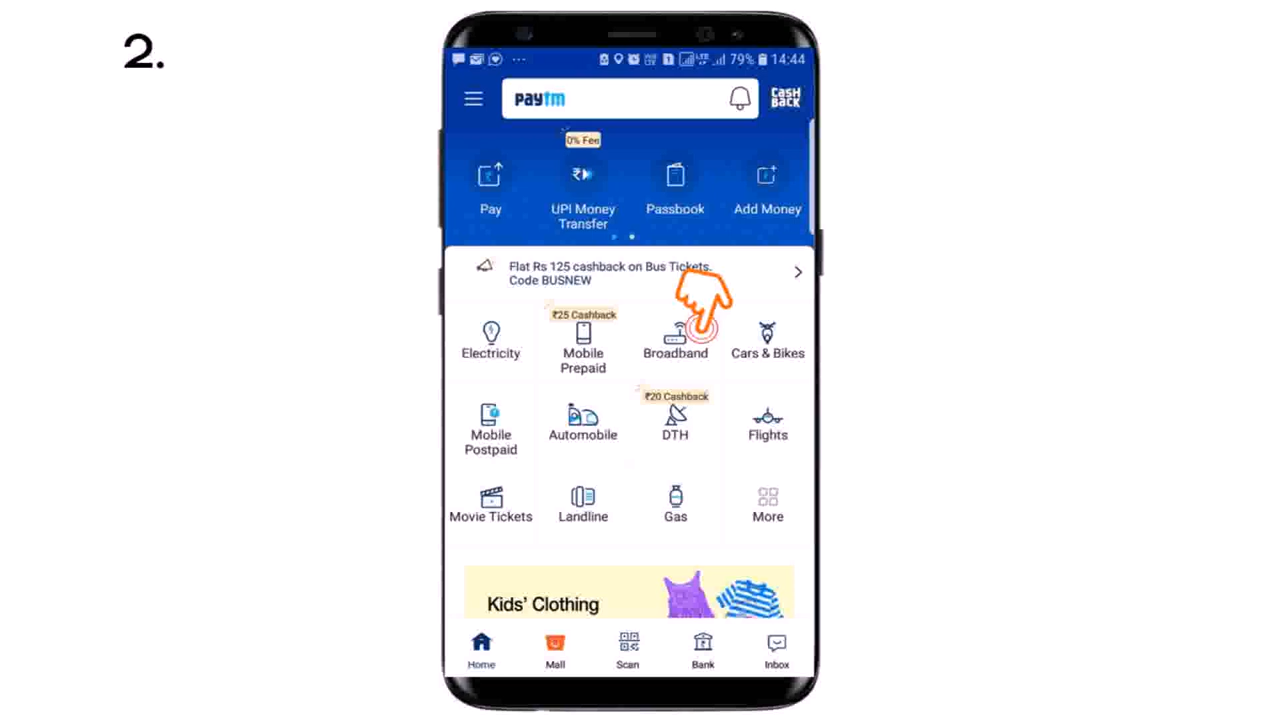 2.
79% 14:44
paytm
CASH
BACK
0% Fee
Pay
UPI Money
Transfer
Passbook
Add Money
Flat Rs 125 cashback on Bus Tickets.
Code BUSNEW
₹25 Cashback
Electricity
Mobile
Prepaid
Broadband
Cars & Bikes
₹20 Cashback
Mobile
Postpaid
Automobile
DTH
Flights
Movie Tickets
Landline
Gas
More
Kids' Clothing
Home
Mall
Scan
Bank
Inbox